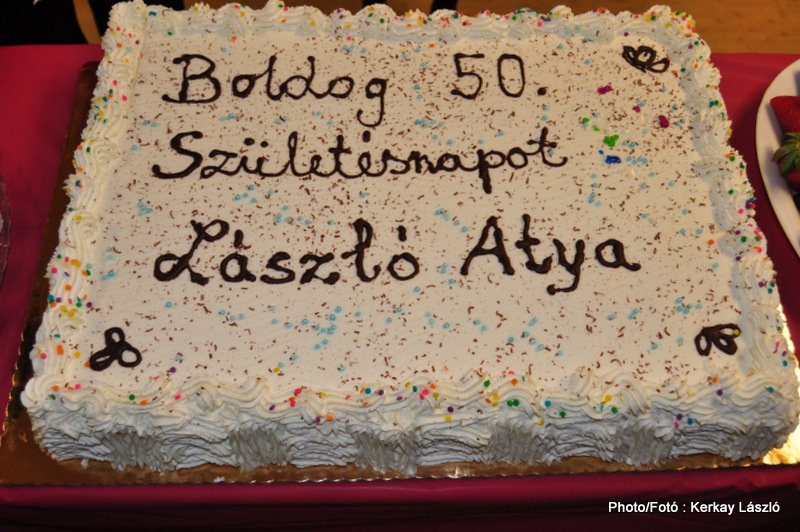 Boldog 50.
Születésnapot
László Atya
Photo/Fotó : Kerkay László